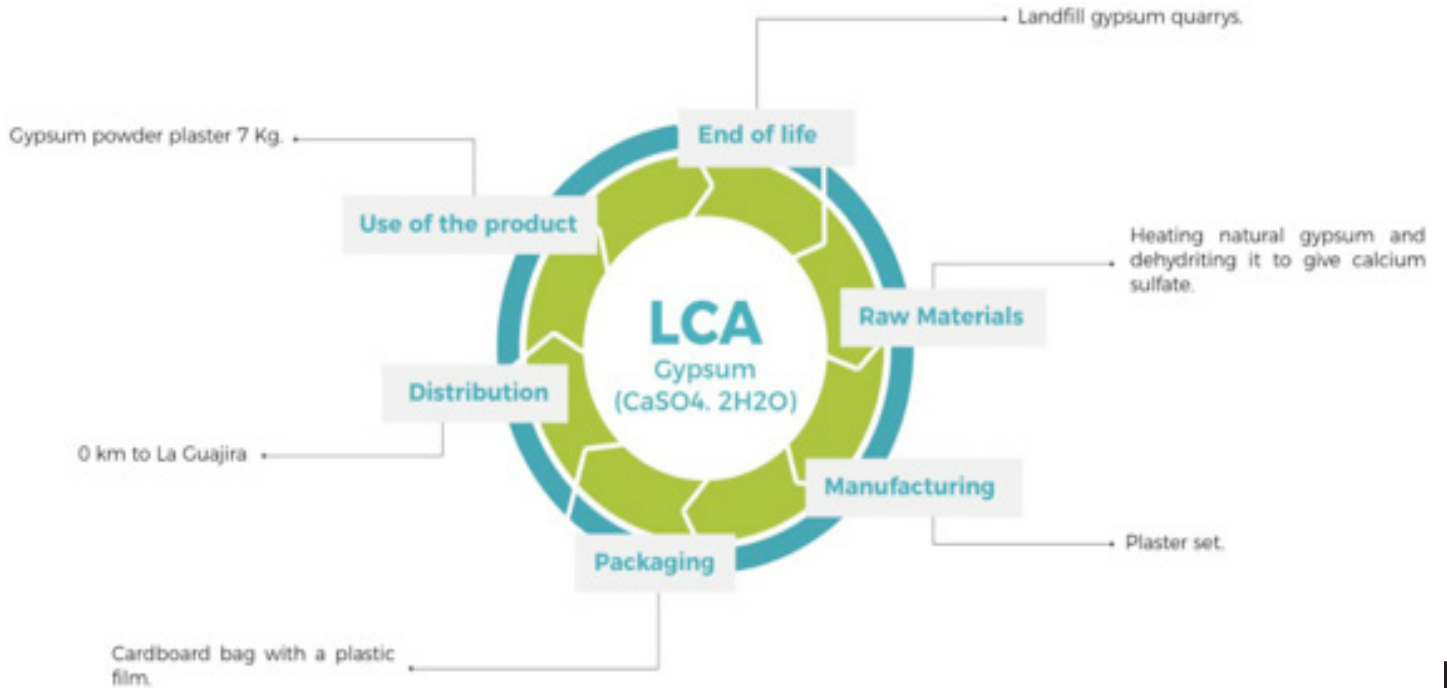 Landfill gypsum quarrys.
End of life
Gypsum powder plaster 7 Kg.
Use of the product
Heating natural gypsum and
dehydriting it to give calcium
sulfate.
Raw Materials
LCA
Gypsum
(CaSO4. 2H2O)
Distribution
0 km to La Guajira
Manufacturing
Plaster set.
Packaging
Cardboard bag with a plastic
film.